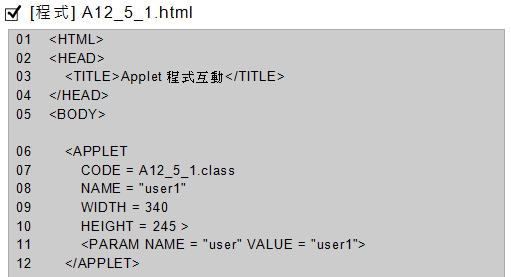 [程式] A12_5_1.html
01 <HTML>
02 <HEAD>
03 <TITLE>Applet 程式互動</TITLE>
04 </HEAD>
05 <BODY>
06 <APPLET
07 CODE = A12_5_1.class
08 NAME = "user1"
09 WIDTH = 340
10 HEIGHT = 245 >
11 <PARAM NAME = "user" VALUE = "user1">
12 </APPLET>